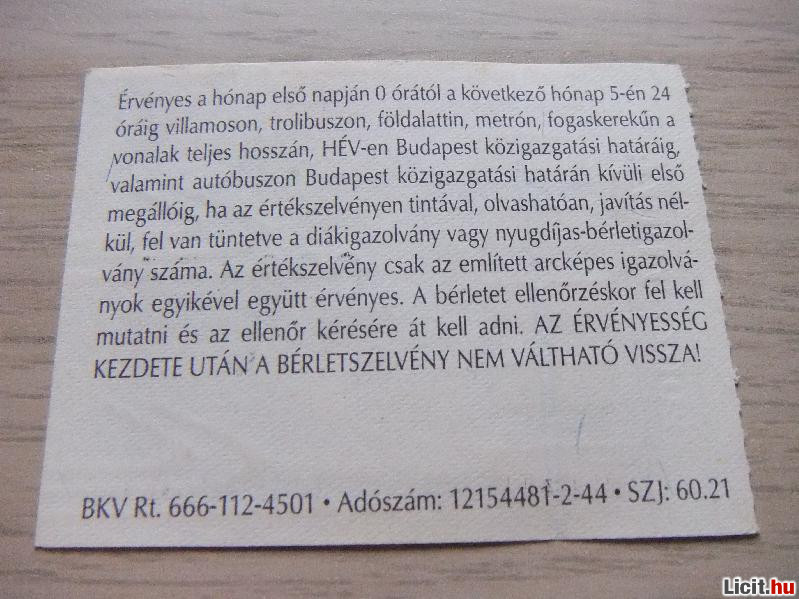 Érvényes a hónap első napján 0 órától a következő hónap 5-én 24
óráig villamoson, trolibuszon, földalattin, metrón, fogaskerekűn a
vonalak teljes hosszán, HÉV-en Budapest közigazgatási határáig,
valamint autóbuszon Budapest közigazgatási határán kívüli első
megállóig, ha az értékszelvényen tintával, olvashatóan, javítás nél-
kül, fel van tüntetve a diákigazolvány vagy nyugdíjas-bérletigazol-
vány száma. Az értékszelvény csak az említett arcképes igazolvá-
nyok egyikével együtt érvényes. A bérletet ellenőrzéskor fel kell
mutatni és az ellenőr kérésére át kell adni. AZ ÉRVÉNYESSÉG
KEZDETE UTÁN A BÉRLETSZELVÉNY NEM VÁLTHATÓ VISSZA!
BKV Rt. 666-112-4501 • Adószám: 12154481-2-44 • SZJ: 60.21
Licit.hu